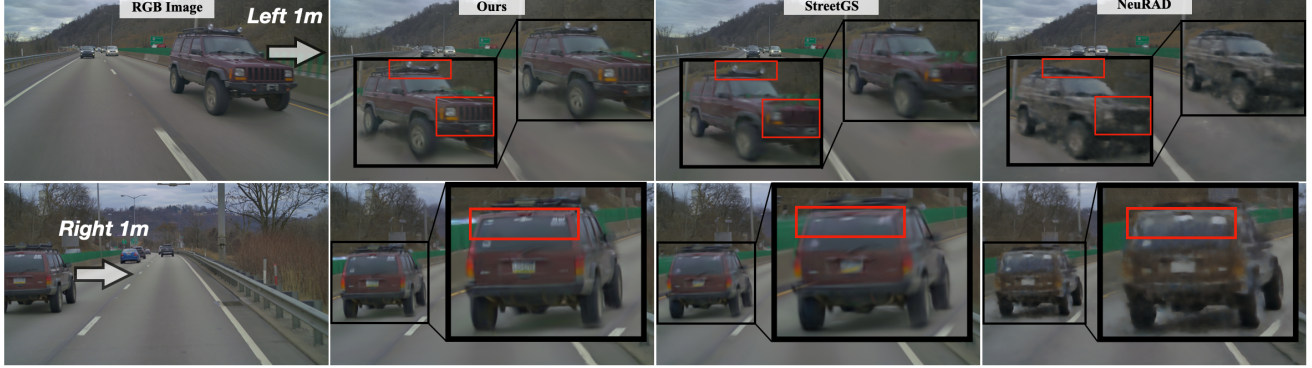 RGB Image
Ours
StreetGS
NeuRAD
Left 1m
Right 1m